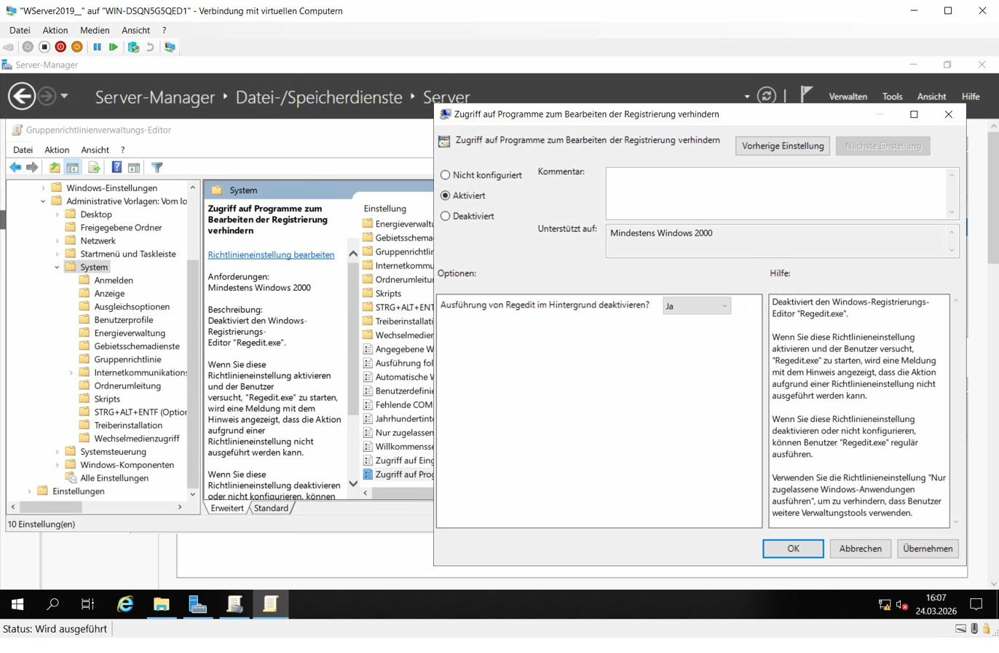 "WServer2019__" auf "WIN-DSQN5G5QED1" - Verbindung mit virtuellen Computern
Datei Aktion Medien Ansicht ?
Server-Manager
Server-Manager Datei-/Speicherdienste Server
Verwalten Tools Ansicht Hilfe
Gruppenrichtlinienverwaltungs-Editor
Datei Aktion Ansicht ?
Windows-Einstellungen
Administrative Vorlagen: Vom lo
Desktop
Freigegebene Ordner
Netzwerk
Startmenü und Taskleiste
System
Anmelden
Anzeige
Ausgleichsoptionen
Benutzerprofile
Energieverwaltung
Gebietsschemadienste
Gruppenrichtlinie
Internetkommunikations
Ordnerumleitung
Skripts
STRG+ALT+ENTF (Option
Treiberinstallation
Wechselmedienzugriff
Systemsteuerung
Windows-Komponenten
Alle Einstellungen
Einstellungen
10 Einstellung(en)
System
Zugriff auf Programme zum
Bearbeiten der Registrierung
verhindern
Richtlinieneinstellung bearbeiten
Anforderungen:
Mindestens Windows 2000
Beschreibung:
Deaktiviert den Windows-
Registrierungs-
Editor "Regedit.exe".
Wenn Sie diese
Richtlinieneinstellung aktivieren
und der Benutzer
versucht, "Regedit.exe" zu starten,
wird eine Meldung mit dem
Hinweis angezeigt, dass die Aktion
aufgrund einer
Richtlinieneinstellung nicht
ausgeführt werden kann.
Wenn Sie diese
Richtlinieneinstellung deaktivieren
oder nicht konfigurieren, können
Einstellung
Energieverwaltu
Gebietsschema
Gruppenrichtlin
Internetkommu
Ordnerumleitu
Skripts
STRG+ALT+ENT
Treiberinstallati
Wechselmedien
Angegebene W
Ausführung fol
Automatische W
Benutzerdefinie
Fehlende COM
Jahrhundertinte
Nur zugelassen
Willkommensse
Zugriff auf Eing
Zugriff auf Prog
Erweitert Standard
Zugriff auf Programme zum Bearbeiten der Registrierung verhindern
Zugriff auf Programme zum Bearbeiten der Registrierung verhindern
Vorherige Einstellung Nächste Einstellung
Nicht konfiguriert
Aktiviert
Deaktiviert
Kommentar:
Unterstützt auf:
Mindestens Windows 2000
Optionen:
Hilfe:
Ausführung von Regedit im Hintergrund deaktivieren? Ja
Deaktiviert den Windows-Registrierungs-
Editor "Regedit.exe".
Wenn Sie diese Richtlinieneinstellung
aktivieren und der Benutzer versucht,
"Regedit.exe" zu starten, wird eine Meldung
mit dem Hinweis angezeigt, dass die Aktion
aufgrund einer Richtlinieneinstellung nicht
ausgeführt werden kann.
Wenn Sie diese Richtlinieneinstellung
deaktivieren oder nicht konfigurieren,
können Benutzer "Regedit.exe" regulär
ausführen.
Verwenden Sie die Richtlinieneinstellung "Nur
zugelassene Windows-Anwendungen
ausführen", um zu verhindern, dass Benutzer
weitere Verwaltungstools verwenden.
OK Abbrechen Übernehmen
16:07
24.03.2026
Status: Wird ausgeführt